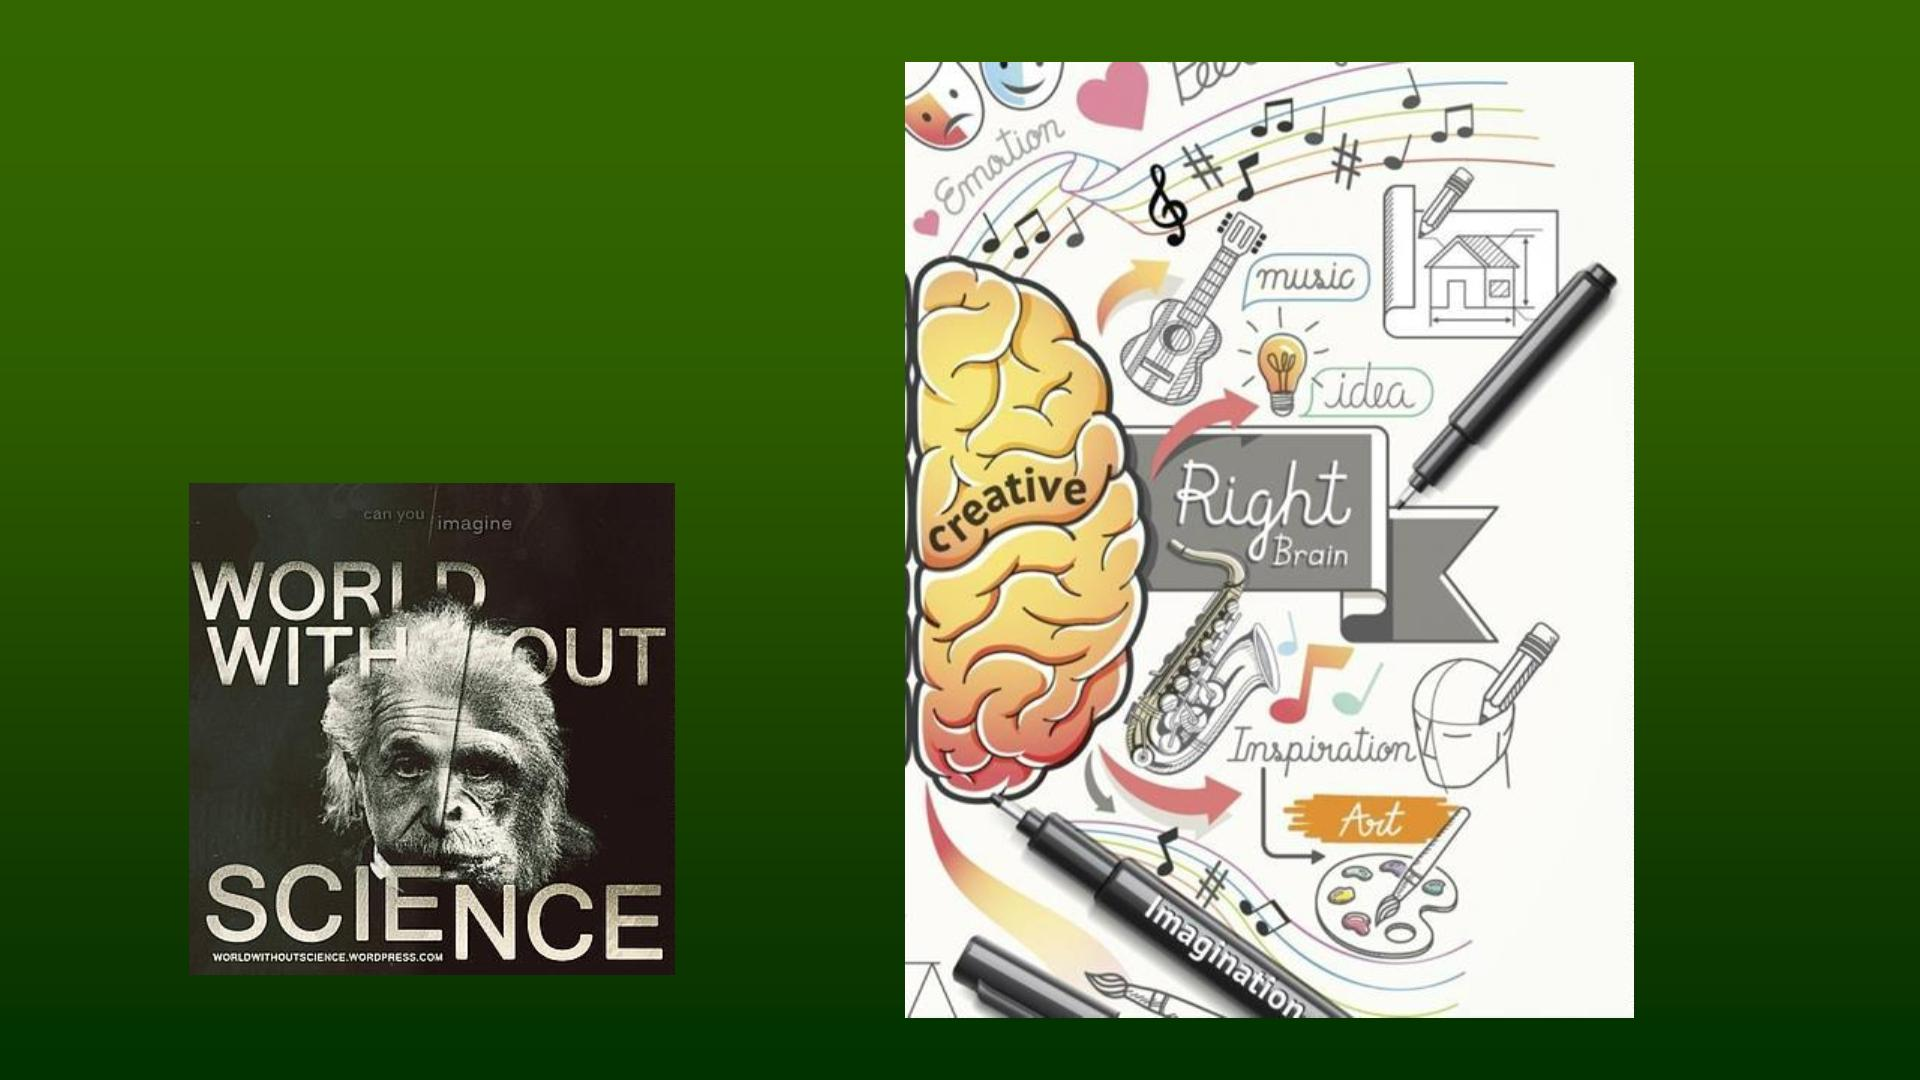 can you imagine
WORLD
WITHOUT
SCIENCE
WORLDWITHOUTSCIENCE.WORDPRESS.COM
Emotion
music
idea
creative
Right
Brain
Inspiration
Art
Imagination